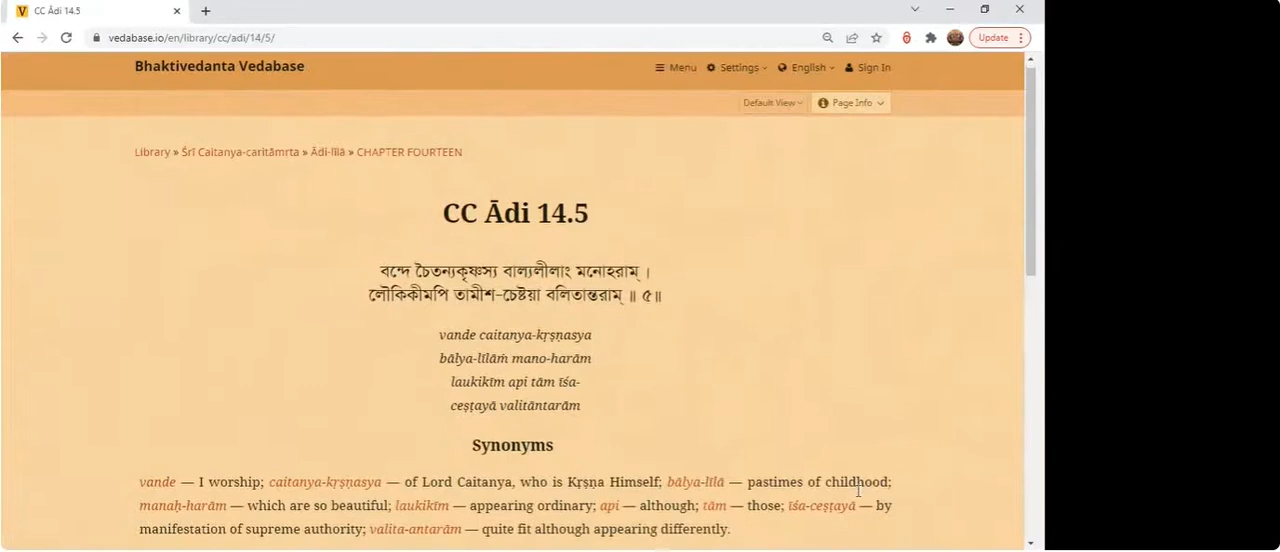 CC Ādi 14.5
vedabase.io/en/library/cc/adi/14/5/
Update
Bhaktivedanta Vedabase
Menu Settings English Sign In
Default View Page Info
Library » Śrī Caitanya-caritāmṛta » Ādi-līlā » CHAPTER FOURTEEN
CC Ādi 14.5
বন্দে চৈতন্যকৃষ্ণস্য বাল্যলীলাং মনোহরাম্ ।
লৌকিকীমপি তামীশ-চেষ্টয়া বলিতান্তরাম্ ॥ ৫॥
vande caitanya-kṛṣṇasya
bālya-līlāṁ mano-harām
laukikīm api tām īśa-
ceṣṭayā valitāntarām
Synonyms
vande — I worship; caitanya-kṛṣṇasya — of Lord Caitanya, who is Kṛṣṇa Himself; bālya-līlā — pastimes of childhood;
manaḥ-harām — which are so beautiful; laukikīm — appearing ordinary; api — although; tām — those; īśa-ceṣṭayā — by
manifestation of supreme authority; valita-antarām — quite fit although appearing differently.